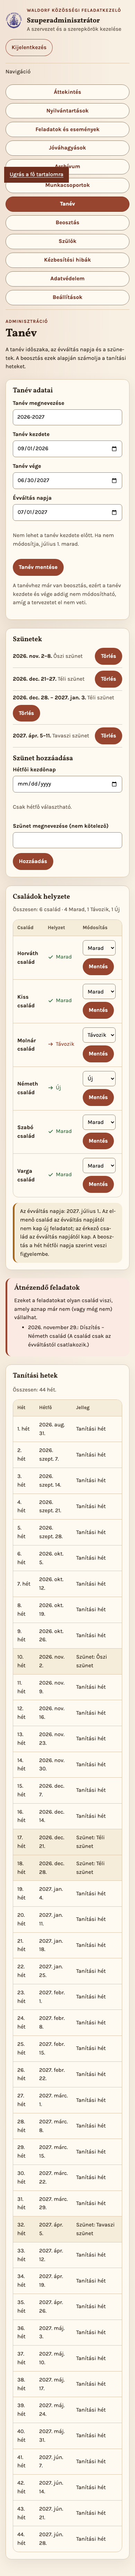 WALDORF KÖZÖSSÉGI FELADATKEZELŐ
Szuperadminisztrátor
A szervezet és a szerepkörök kezelése
Kijelentkezés
Navigáció
Áttekintés
Nyilvántartások
Feladatok és események
Jóváhagyások
Archívum
Ugrás a fő tartalomra
Munkacsoportok
Beosztás
Szülők
Kézbesítési hibák
Adatvédelem
Tanév
Beállítások
ADMINISZTRÁCIÓ
Tanév
A tanév időszaka, az évváltás napja és a szüne-
tek. A beosztás ezek alapján számolja a tanítási
heteket.
Tanév adatai
Tanév megnevezése
2026-2027
Tanév kezdete
09/01/2026
Tanév vége
06/30/2027
Évváltás napja
07/01/2027
Nem lehet a tanév kezdete előtt. Ha nem
módosítja, július 1. marad.
Tanév mentése
A tanévhez már van beosztás, ezért a tanév
kezdete és vége addig nem módosítható,
amíg a tervezetet el nem veti.
Szünetek
2026. nov. 2–8. Őszi szünet
Törlés
2026. dec. 21–27. Téli szünet
Törlés
2026. dec. 28. – 2027. jan. 3. Téli szünet
Törlés
2027. ápr. 5–11. Tavaszi szünet
Törlés
Szünet hozzáadása
Hétfői kezdőnap
mm/dd/yyyy
Csak hétfő választható.
Szünet megnevezése (nem kötelező)
Hozzáadás
Családok helyzete
Összesen: 6 család · 4 Marad, 1 Távozik, 1 Új
Család Helyzet Módosítás
Horváth család ✓ Marad Marad Mentés
Kiss család ✓ Marad Marad Mentés
Molnár család → Távozik Távozik Mentés
Németh család → Új Új Mentés
Szabó család ✓ Marad Marad Mentés
Varga család ✓ Marad Marad Mentés
Az évváltás napja: 2027. július 1. Az el-
menő család az évváltás napjától
nem kap új feladatot; az érkező csa-
lád az évváltás napjától kap. A beosz-
tás a hét hétfői napja szerint veszi
figyelembe.
Átnézendő feladatok
Ezeket a feladatokat olyan család viszi,
amely aznap már nem (vagy még nem)
vállalhat.
• 2026. november 29.: Díszítés –
Németh család (A család csak az
évváltástól csatlakozik.)
Tanítási hetek
Összesen: 44 hét.
Hét Hétfő Jelleg
1. hét 2026. aug. 31. Tanítási hét
2. hét 2026. szept. 7. Tanítási hét
3. hét 2026. szept. 14. Tanítási hét
4. hét 2026. szept. 21. Tanítási hét
5. hét 2026. szept. 28. Tanítási hét
6. hét 2026. okt. 5. Tanítási hét
7. hét 2026. okt. 12. Tanítási hét
8. hét 2026. okt. 19. Tanítási hét
9. hét 2026. okt. 26. Tanítási hét
10. hét 2026. nov. 2. Szünet: Őszi szünet
11. hét 2026. nov. 9. Tanítási hét
12. hét 2026. nov. 16. Tanítási hét
13. hét 2026. nov. 23. Tanítási hét
14. hét 2026. nov. 30. Tanítási hét
15. hét 2026. dec. 7. Tanítási hét
16. hét 2026. dec. 14. Tanítási hét
17. hét 2026. dec. 21. Szünet: Téli szünet
18. hét 2026. dec. 28. Szünet: Téli szünet
19. hét 2027. jan. 4. Tanítási hét
20. hét 2027. jan. 11. Tanítási hét
21. hét 2027. jan. 18. Tanítási hét
22. hét 2027. jan. 25. Tanítási hét
23. hét 2027. febr. 1. Tanítási hét
24. hét 2027. febr. 8. Tanítási hét
25. hét 2027. febr. 15. Tanítási hét
26. hét 2027. febr. 22. Tanítási hét
27. hét 2027. márc. 1. Tanítási hét
28. hét 2027. márc. 8. Tanítási hét
29. hét 2027. márc. 15. Tanítási hét
30. hét 2027. márc. 22. Tanítási hét
31. hét 2027. márc. 29. Tanítási hét
32. hét 2027. ápr. 5. Szünet: Tavaszi szünet
33. hét 2027. ápr. 12. Tanítási hét
34. hét 2027. ápr. 19. Tanítási hét
35. hét 2027. ápr. 26. Tanítási hét
36. hét 2027. máj. 3. Tanítási hét
37. hét 2027. máj. 10. Tanítási hét
38. hét 2027. máj. 17. Tanítási hét
39. hét 2027. máj. 24. Tanítási hét
40. hét 2027. máj. 31. Tanítási hét
41. hét 2027. jún. 7. Tanítási hét
42. hét 2027. jún. 14. Tanítási hét
43. hét 2027. jún. 21. Tanítási hét
44. hét 2027. jún. 28. Tanítási hét